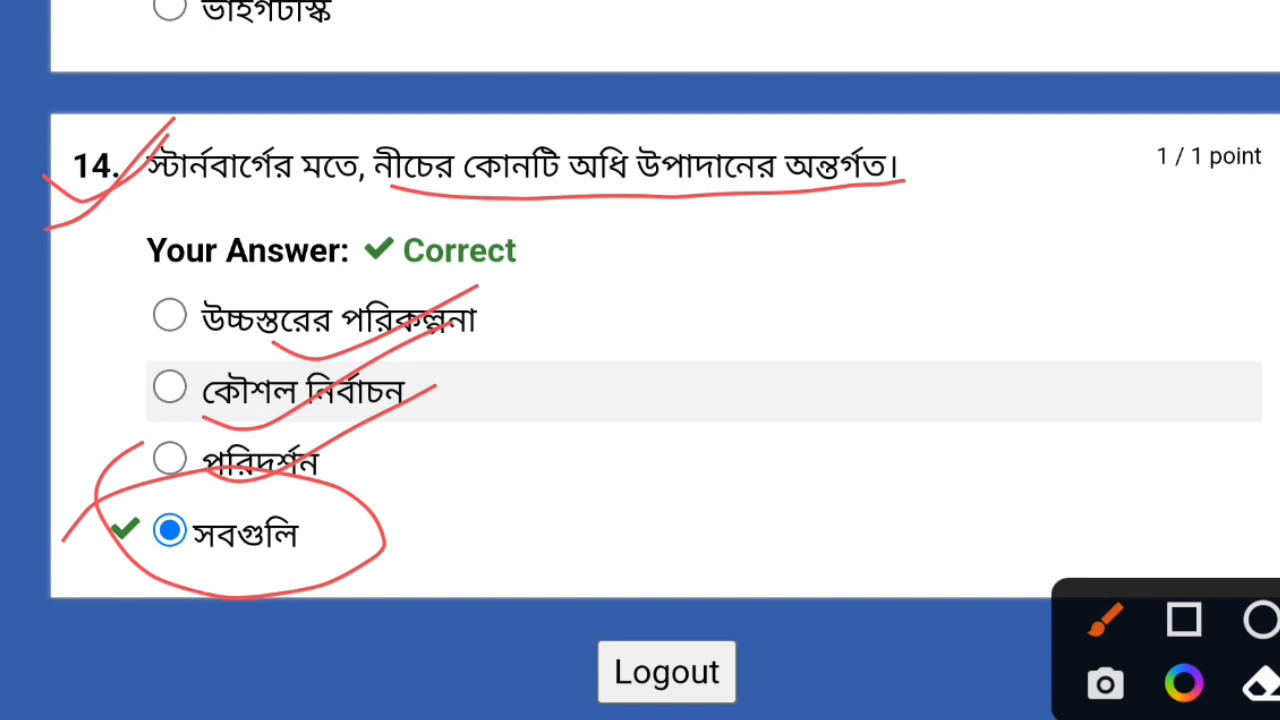 ভাইগটস্কি
14. স্টার্নবার্গের মতে, নীচের কোনটি অধি উপাদানের অন্তর্গত।
1 / 1 point
Your Answer: ✔ Correct
উচ্চস্তরের পরিকল্পনা
কৌশল নির্বাচন
পরিদর্শন
সবগুলি
Logout